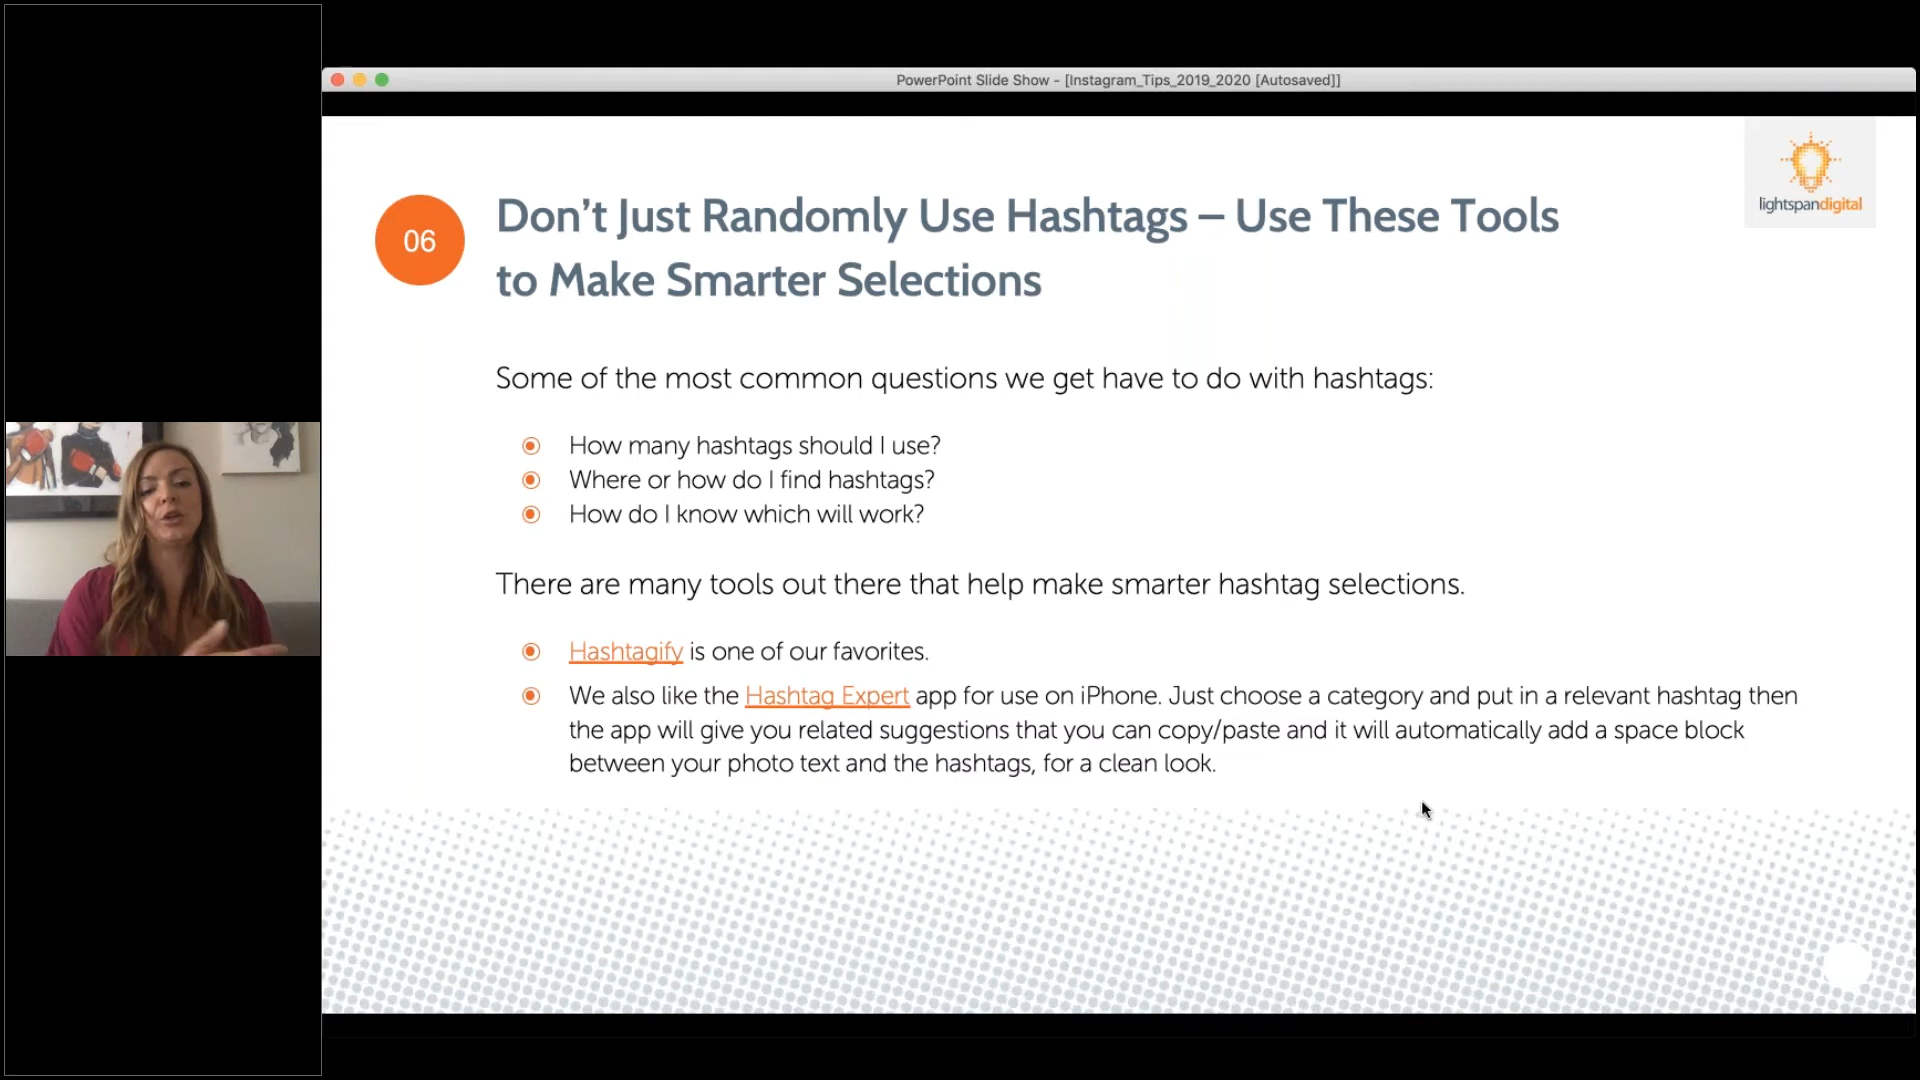 PowerPoint Slide Show - [Instagram_Tips_2019_2020 [Autosaved]]
lightspandigital
06
Don’t Just Randomly Use Hashtags – Use These Tools
to Make Smarter Selections
Some of the most common questions we get have to do with hashtags:
How many hashtags should I use?
Where or how do I find hashtags?
How do I know which will work?
There are many tools out there that help make smarter hashtag selections.
Hashtagify is one of our favorites.
We also like the Hashtag Expert app for use on iPhone. Just choose a category and put in a relevant hashtag then
the app will give you related suggestions that you can copy/paste and it will automatically add a space block
between your photo text and the hashtags, for a clean look.